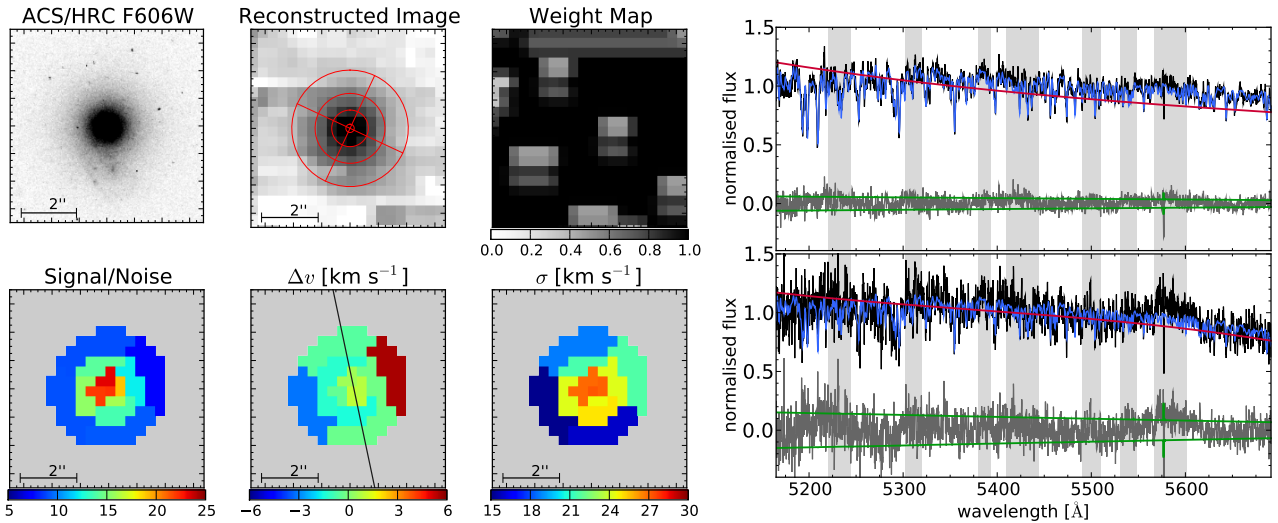 ACS/HRC F606W
Reconstructed Image
Weight Map
2''
2''
0.0 0.2 0.4 0.6 0.8 1.0
Signal/Noise
Δv [km s⁻¹]
σ [km s⁻¹]
2''
2''
2''
5 10 15 20 25
−6 −3 0 3 6
15 18 21 24 27 30
normalised flux
1.5
1.0
0.5
0.0
normalised flux
1.5
1.0
0.5
0.0
5200 5300 5400 5500 5600
wavelength [Å]